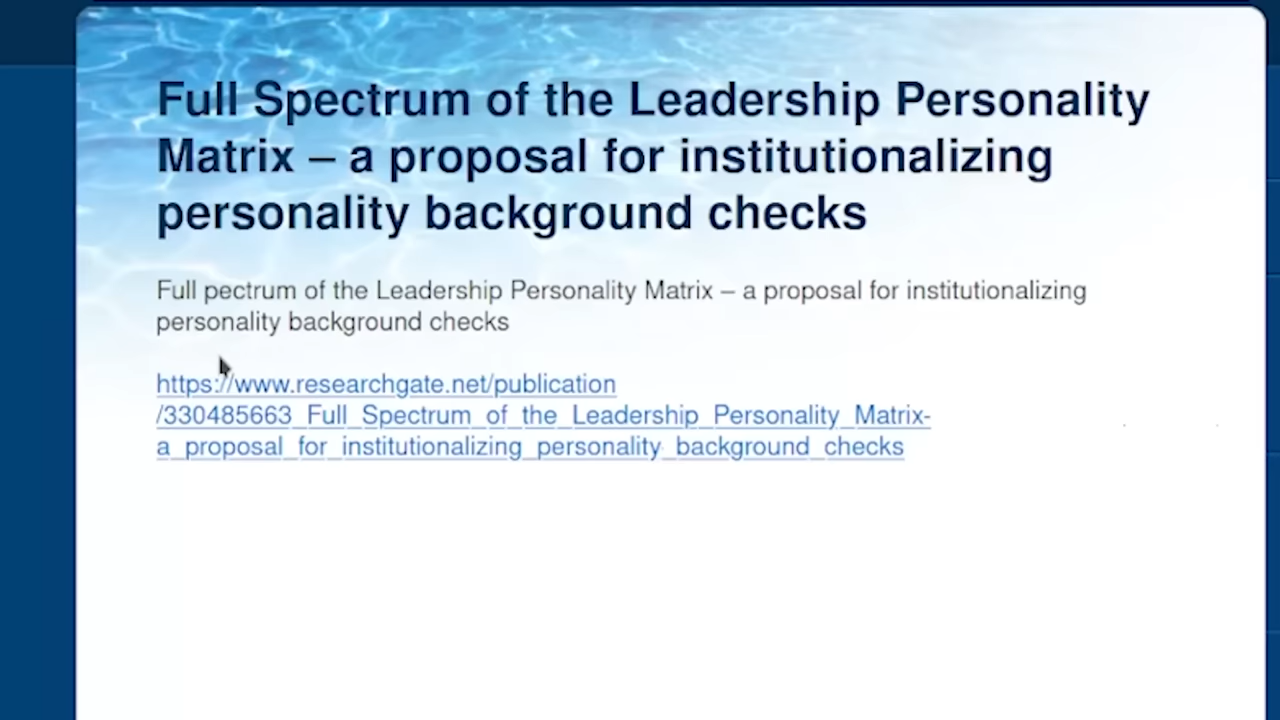 Full Spectrum of the Leadership Personality
Matrix – a proposal for institutionalizing
personality background checks
Full pectrum of the Leadership Personality Matrix – a proposal for institutionalizing
personality background checks
https://www.researchgate.net/publication
/330485663_Full_Spectrum_of_the_Leadership_Personality_Matrix-
a_proposal_for_institutionalizing_personality_background_checks